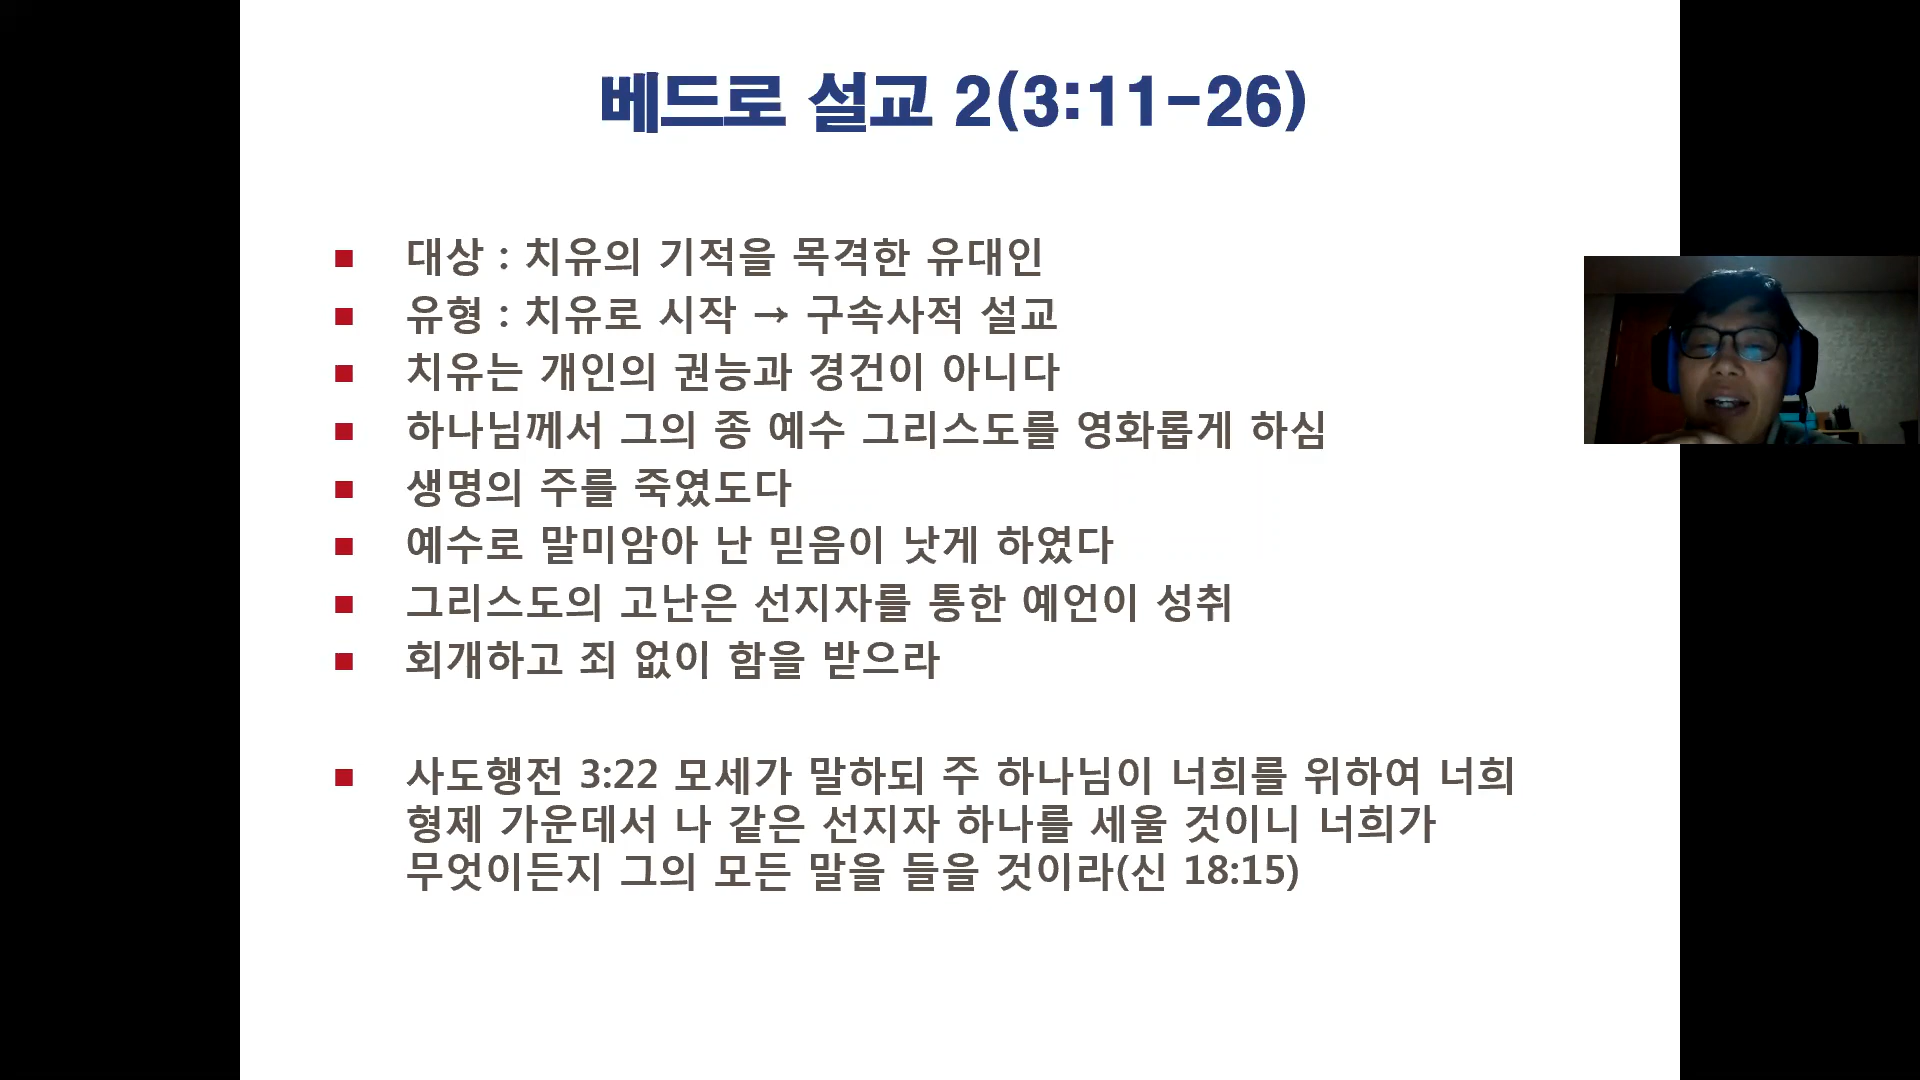 베드로 설교 2(3:11-26)
■ 대상 : 치유의 기적을 목격한 유대인
■ 유형 : 치유로 시작 → 구속사적 설교
■ 치유는 개인의 권능과 경건이 아니다
■ 하나님께서 그의 종 예수 그리스도를 영화롭게 하심
■ 생명의 주를 죽였도다
■ 예수로 말미암아 난 믿음이 낫게 하였다
■ 그리스도의 고난은 선지자를 통한 예언이 성취
■ 회개하고 죄 없이 함을 받으라
■ 사도행전 3:22 모세가 말하되 주 하나님이 너희를 위하여 너희
형제 가운데서 나 같은 선지자 하나를 세울 것이니 너희가
무엇이든지 그의 모든 말을 들을 것이라(신 18:15)